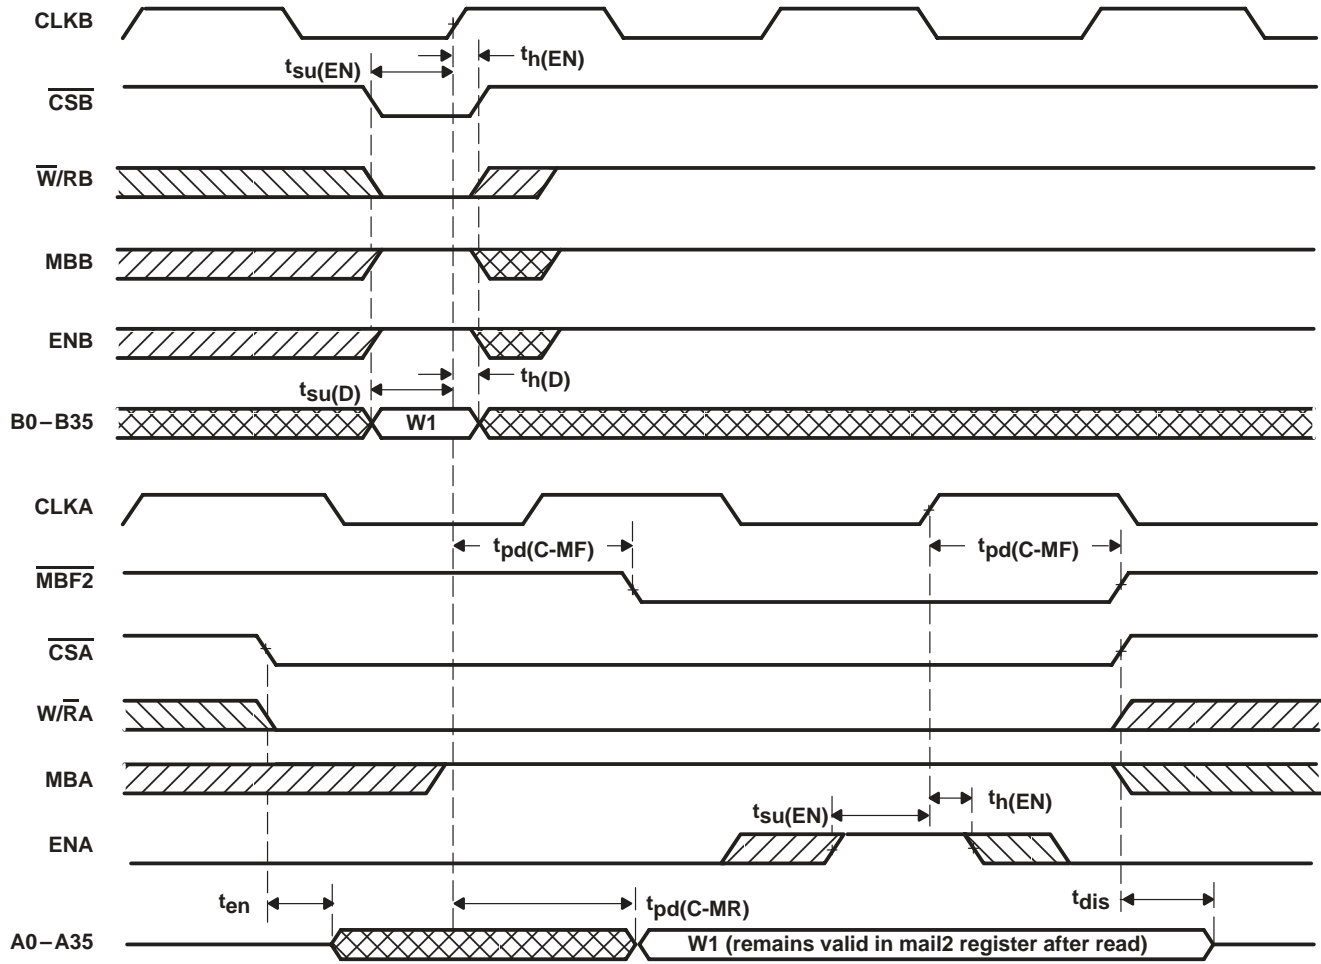 CLKB
tsu(EN)
th(EN)
CSB
W/RB
MBB
ENB
tsu(D)
th(D)
B0–B35
W1
CLKA
tpd(C-MF)
tpd(C-MF)
MBF2
CSA
W/RA
MBA
tsu(EN)
th(EN)
ENA
ten
tpd(C-MR)
tdis
A0–A35
W1 (remains valid in mail2 register after read)